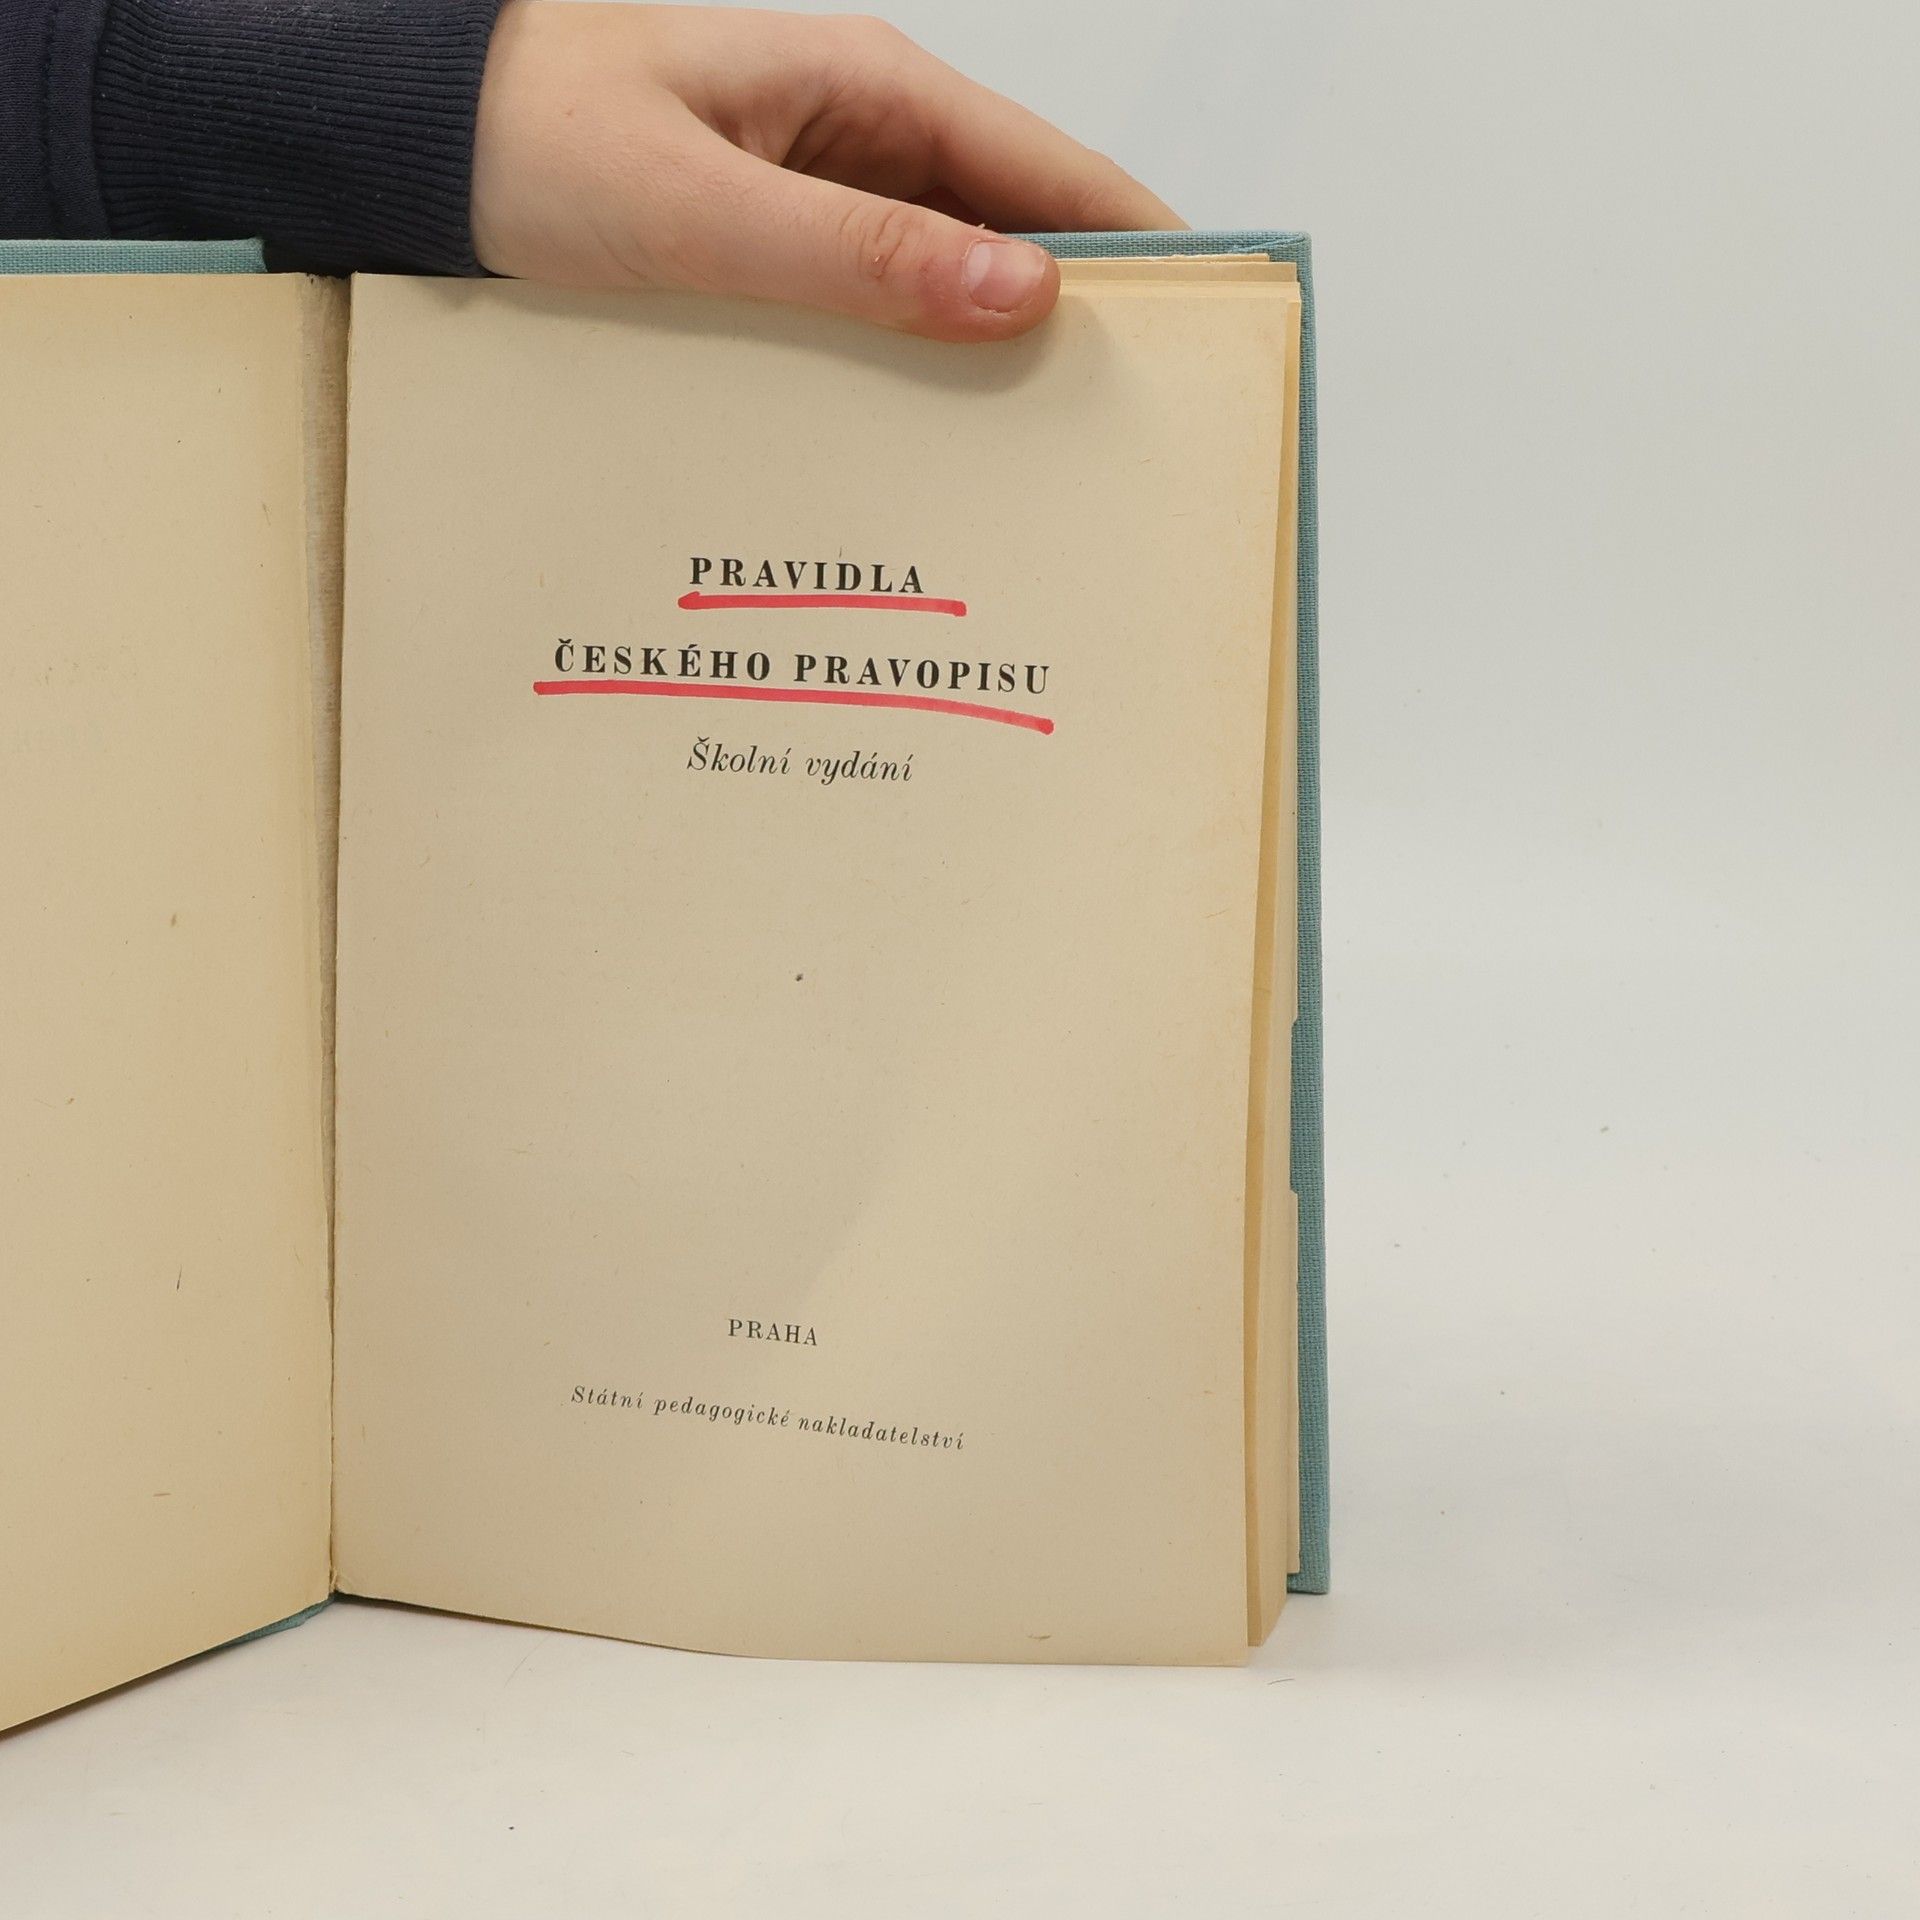 PRAVIDLA
ČESKÉHO PRAVOPISU
Školní vydání
PRAHA
Státní pedagogické nakladatelství